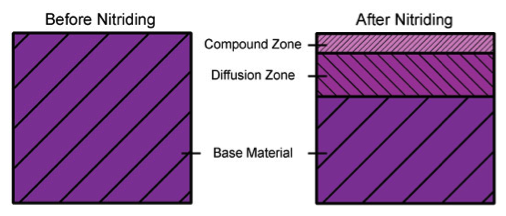 Before Nitriding
After Nitriding
Compound Zone
Diffusion Zone
Base Material